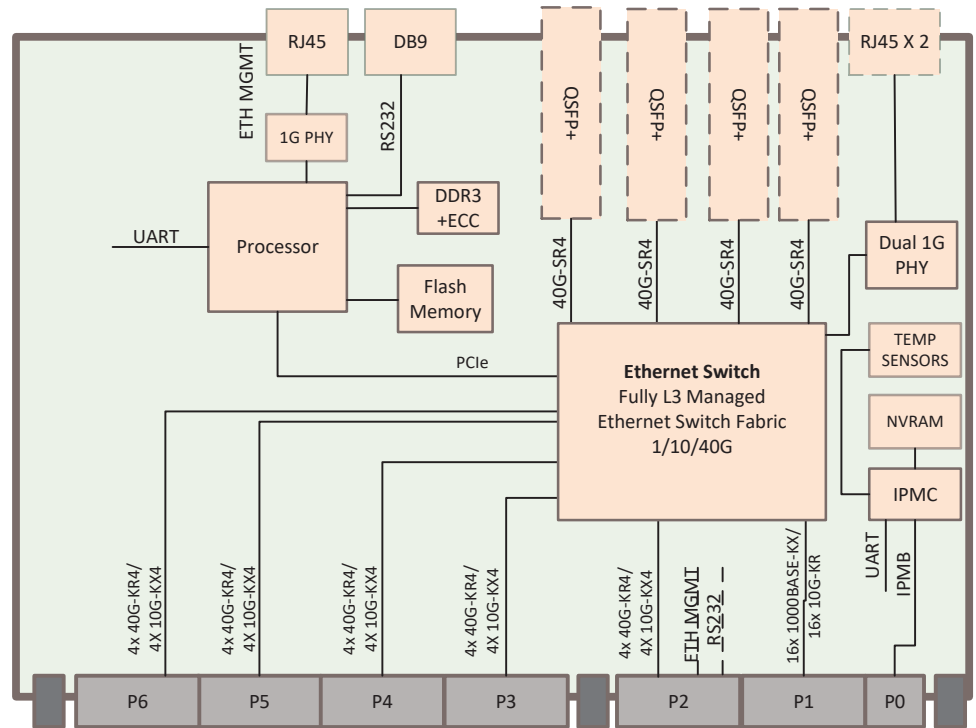 RJ45
DB9
RJ45 X 2
ETH MGMT
QSFP+
QSFP+
QSFP+
QSFP+
1G PHY
RS232
DDR3
+ECC
UART
Processor
Flash
Memory
40G-SR4
40G-SR4
40G-SR4
40G-SR4
Dual 1G
PHY
PCIe
Ethernet Switch
Fully L3 Managed
Ethernet Switch Fabric
1/10/40G
TEMP
SENSORS
NVRAM
IPMC
UART
IPMB
4x 40G-KR4/
4X 10G-KX4
4x 40G-KR4/
4X 10G-KX4
4x 40G-KR4/
4X 10G-KX4
4x 40G-KR4/
4X 10G-KX4
4x 40G-KR4/
4X 10G-KX4
ETH MGMT
RS232
16x 1000BASE-KX/
16x 10G-KR
P6
P5
P4
P3
P2
P1
P0